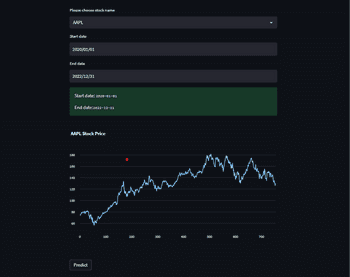 Please choose stock name
AAPL
Start date
2020/01/01
End date
2022/12/31
Start date: 2020-01-01
End date:2022-12-31
AAPL Stock Price
180
160
140
120
100
80
60
0 100 200 300 400 500 600 700
Predict